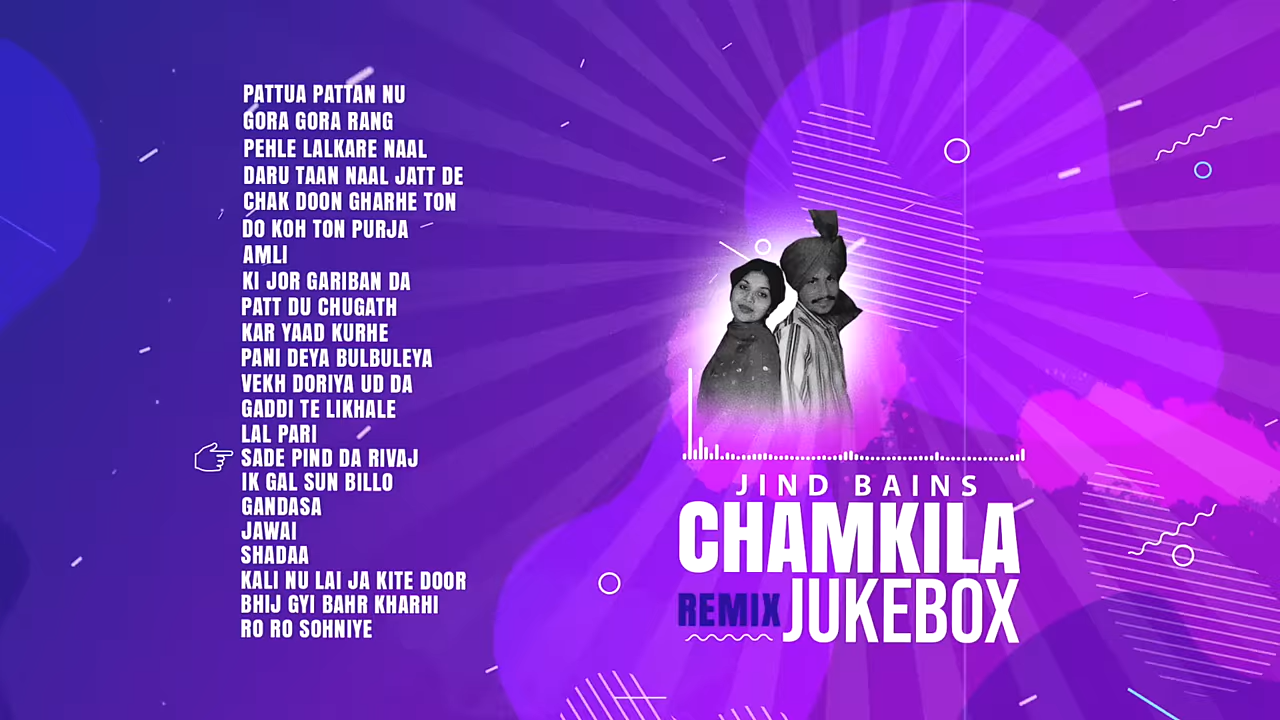 PATTUA PATTAN NU
GORA GORA RANG
PEHLE LALKARE NAAL
DARU TAAN NAAL JATT DE
CHAK DOON GHARHE TON
DO KOH TON PURJA
AMLI
KI JOR GARIBAN DA
PATT DU CHUGATH
KAR YAAD KURHE
PANI DEYA BULBULEYA
VEKH DORIYA UD DA
GADDI TE LIKHALE
LAL PARI
SADE PIND DA RIVAJ
IK GAL SUN BILLO
GANDASA
JAWAI
SHADAA
KALI NU LAI JA KITE DOOR
BHIJ GYI BAHR KHARHI
RO RO SOHNIYE
JIND BAINS
CHAMKILA
REMIX JUKEBOX